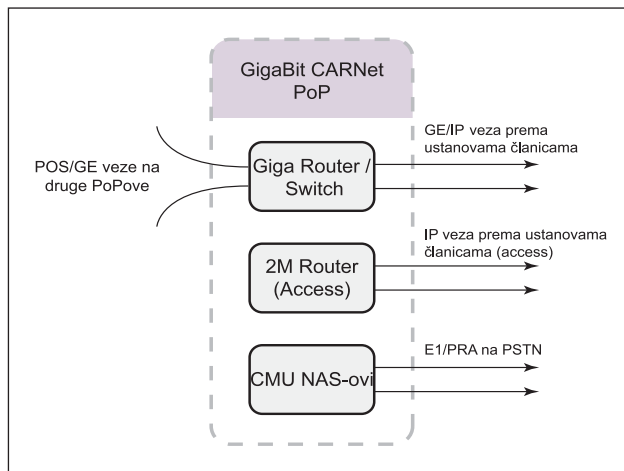 GigaBit CARNet
PoP
POS/GE veze na
druge PoPove
Giga Router /
Switch
GE/IP veza prema
ustanovama članicama
2M Router
(Access)
IP veza prema ustanovama
članicama (access)
CMU NAS-ovi
E1/PRA na PSTN